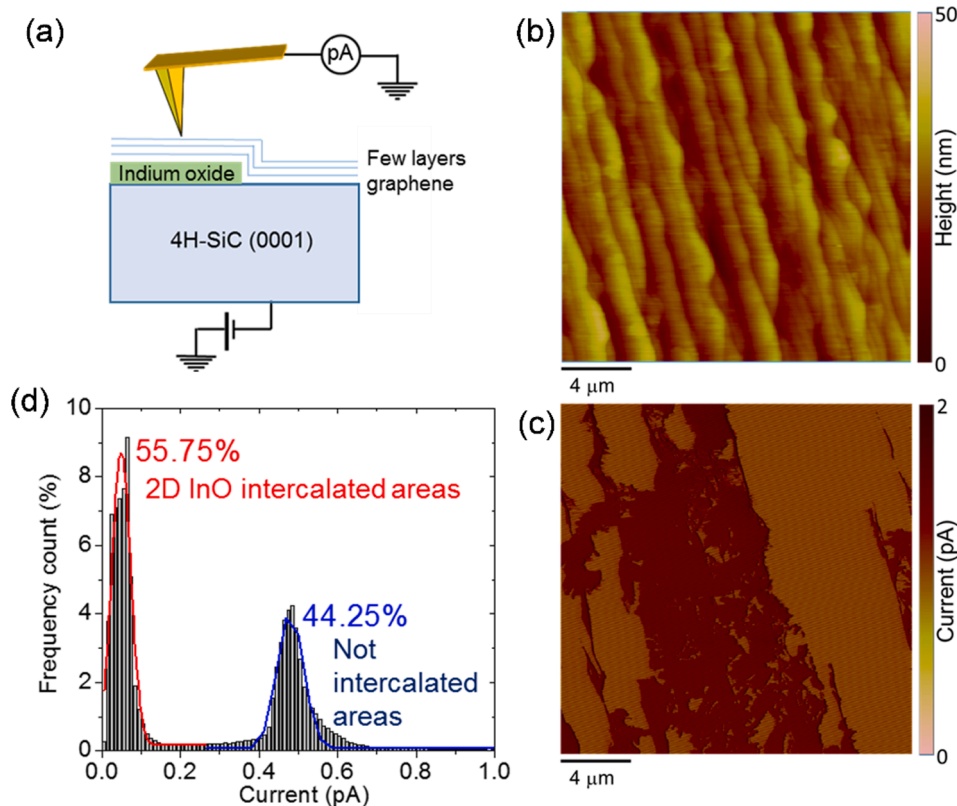 (a)
pA
Few layers
graphene
Indium oxide
4H-SiC (0001)
(b)
50
Height (nm)
0
4 μm
(c)
2
Current (pA)
0
4 μm
(d)
10
8
6
4
2
0
Frequency count (%)
55.75%
2D InO intercalated areas
44.25%
Not
intercalated
areas
0.0
0.2
0.4
0.6
0.8
1.0
Current (pA)